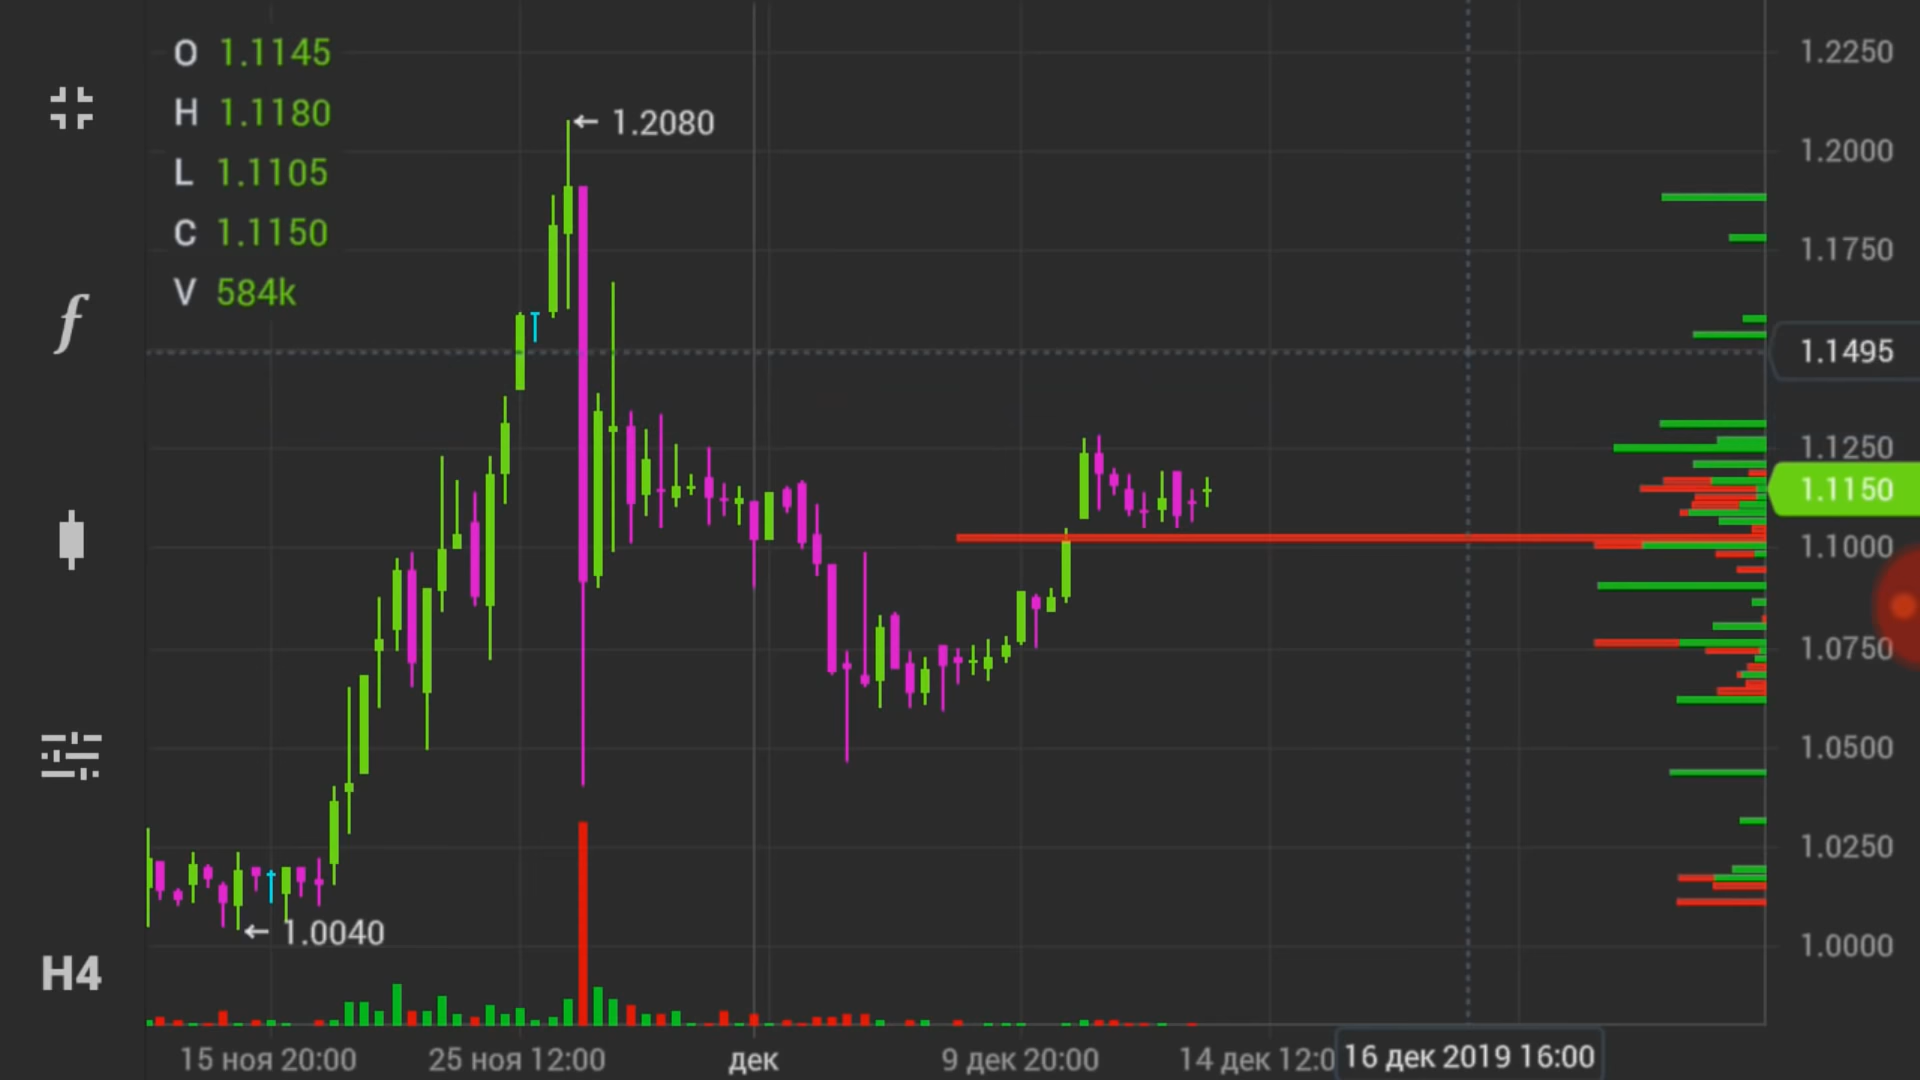 O 1.1145
H 1.1180
L 1.1105
C 1.1150
V 584k
← 1.2080
← 1.0040
1.2250
1.2000
1.1750
1.1495
1.1250
1.1150
1.1000
1.0750
1.0500
1.0250
1.0000
f
H4
15 ноя 20:00
25 ноя 12:00
дек
9 дек 20:00
14 дек 12:0
16 дек 2019 16:00